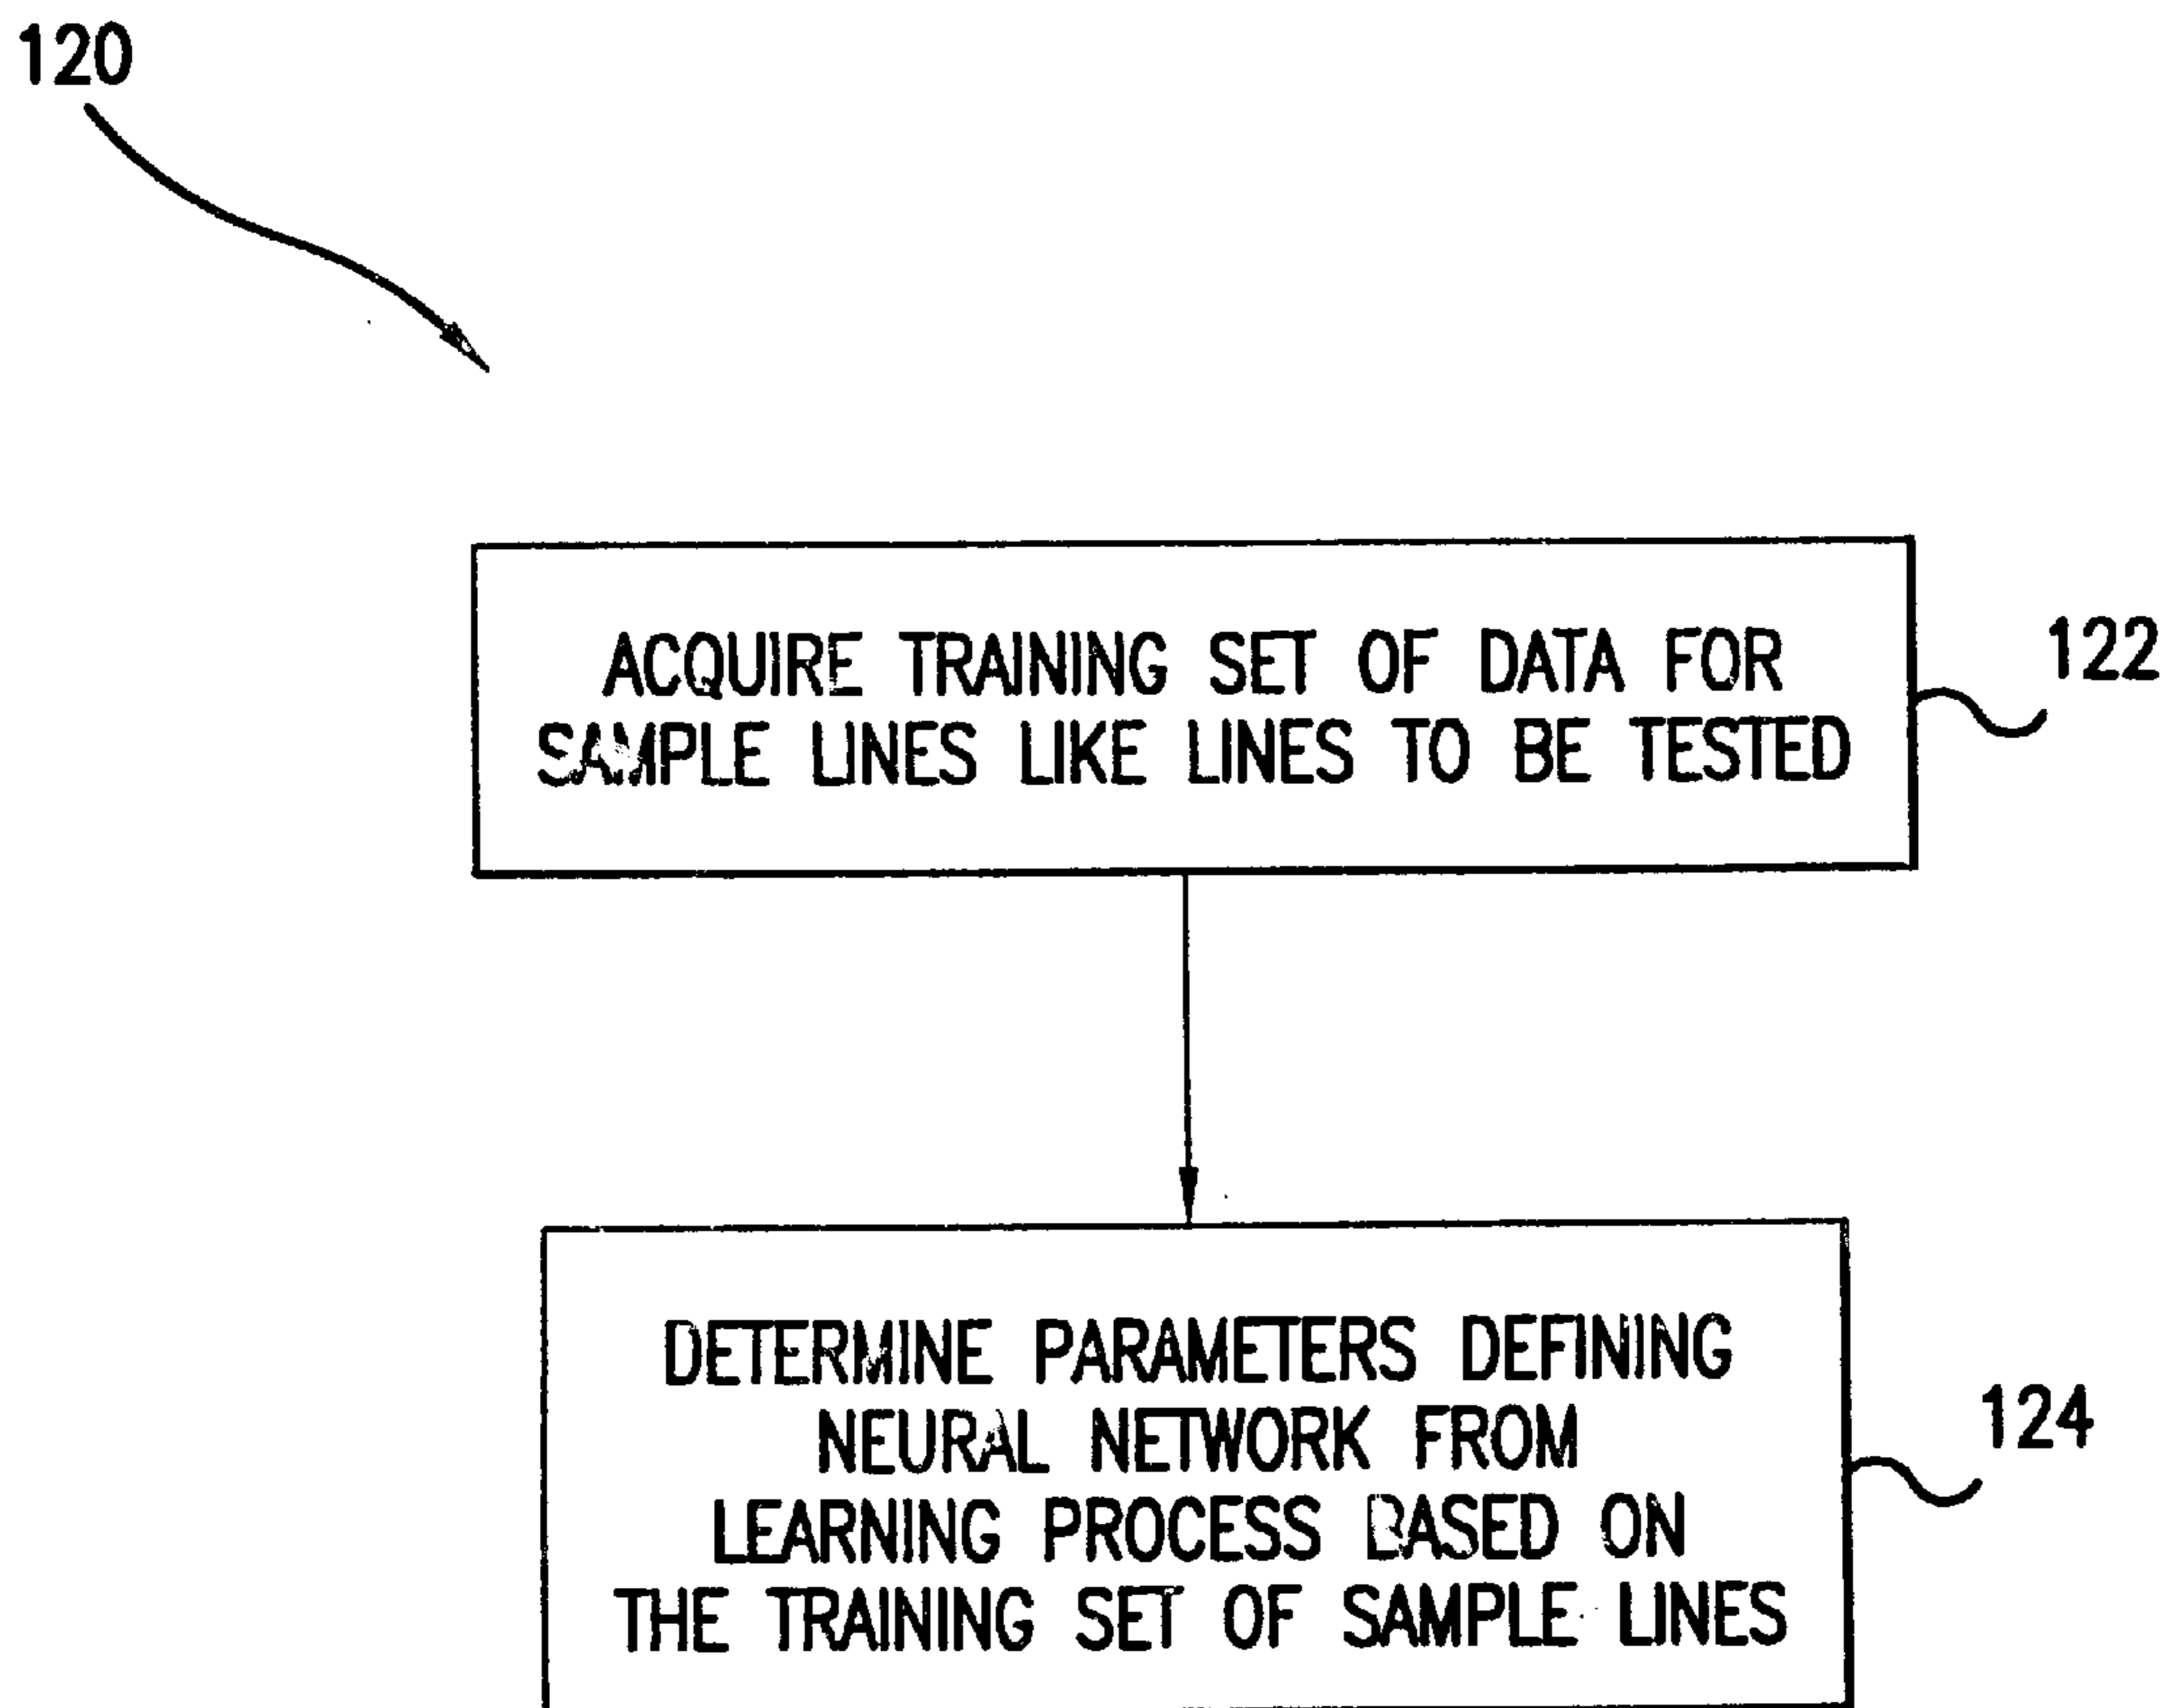 120
ACQUIRE TRAINING SET OF DATA FOR
SAMPLE LINES LIKE LINES TO BE TESTED
122
DETERMINE PARAMETERS DEFINING
NEURAL NETWORK FROM
LEARNING PROCESS BASED ON
THE TRAINING SET OF SAMPLE LINES
124